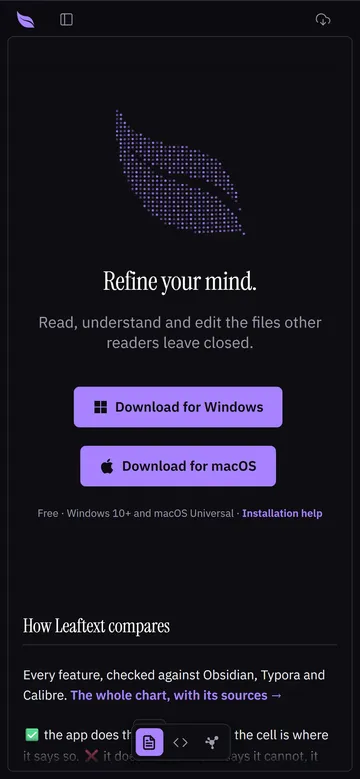 Refine your mind.
Read, understand and edit the files other
readers leave closed.
Download for Windows
Download for macOS
Free · Windows 10+ and macOS Universal · Installation help
How Leaftext compares
Every feature, checked against Obsidian, Typora and
Calibre. The whole chart, with its sources →
✅ the app does the cell is where
it says so. ❌ it does says it cannot, it